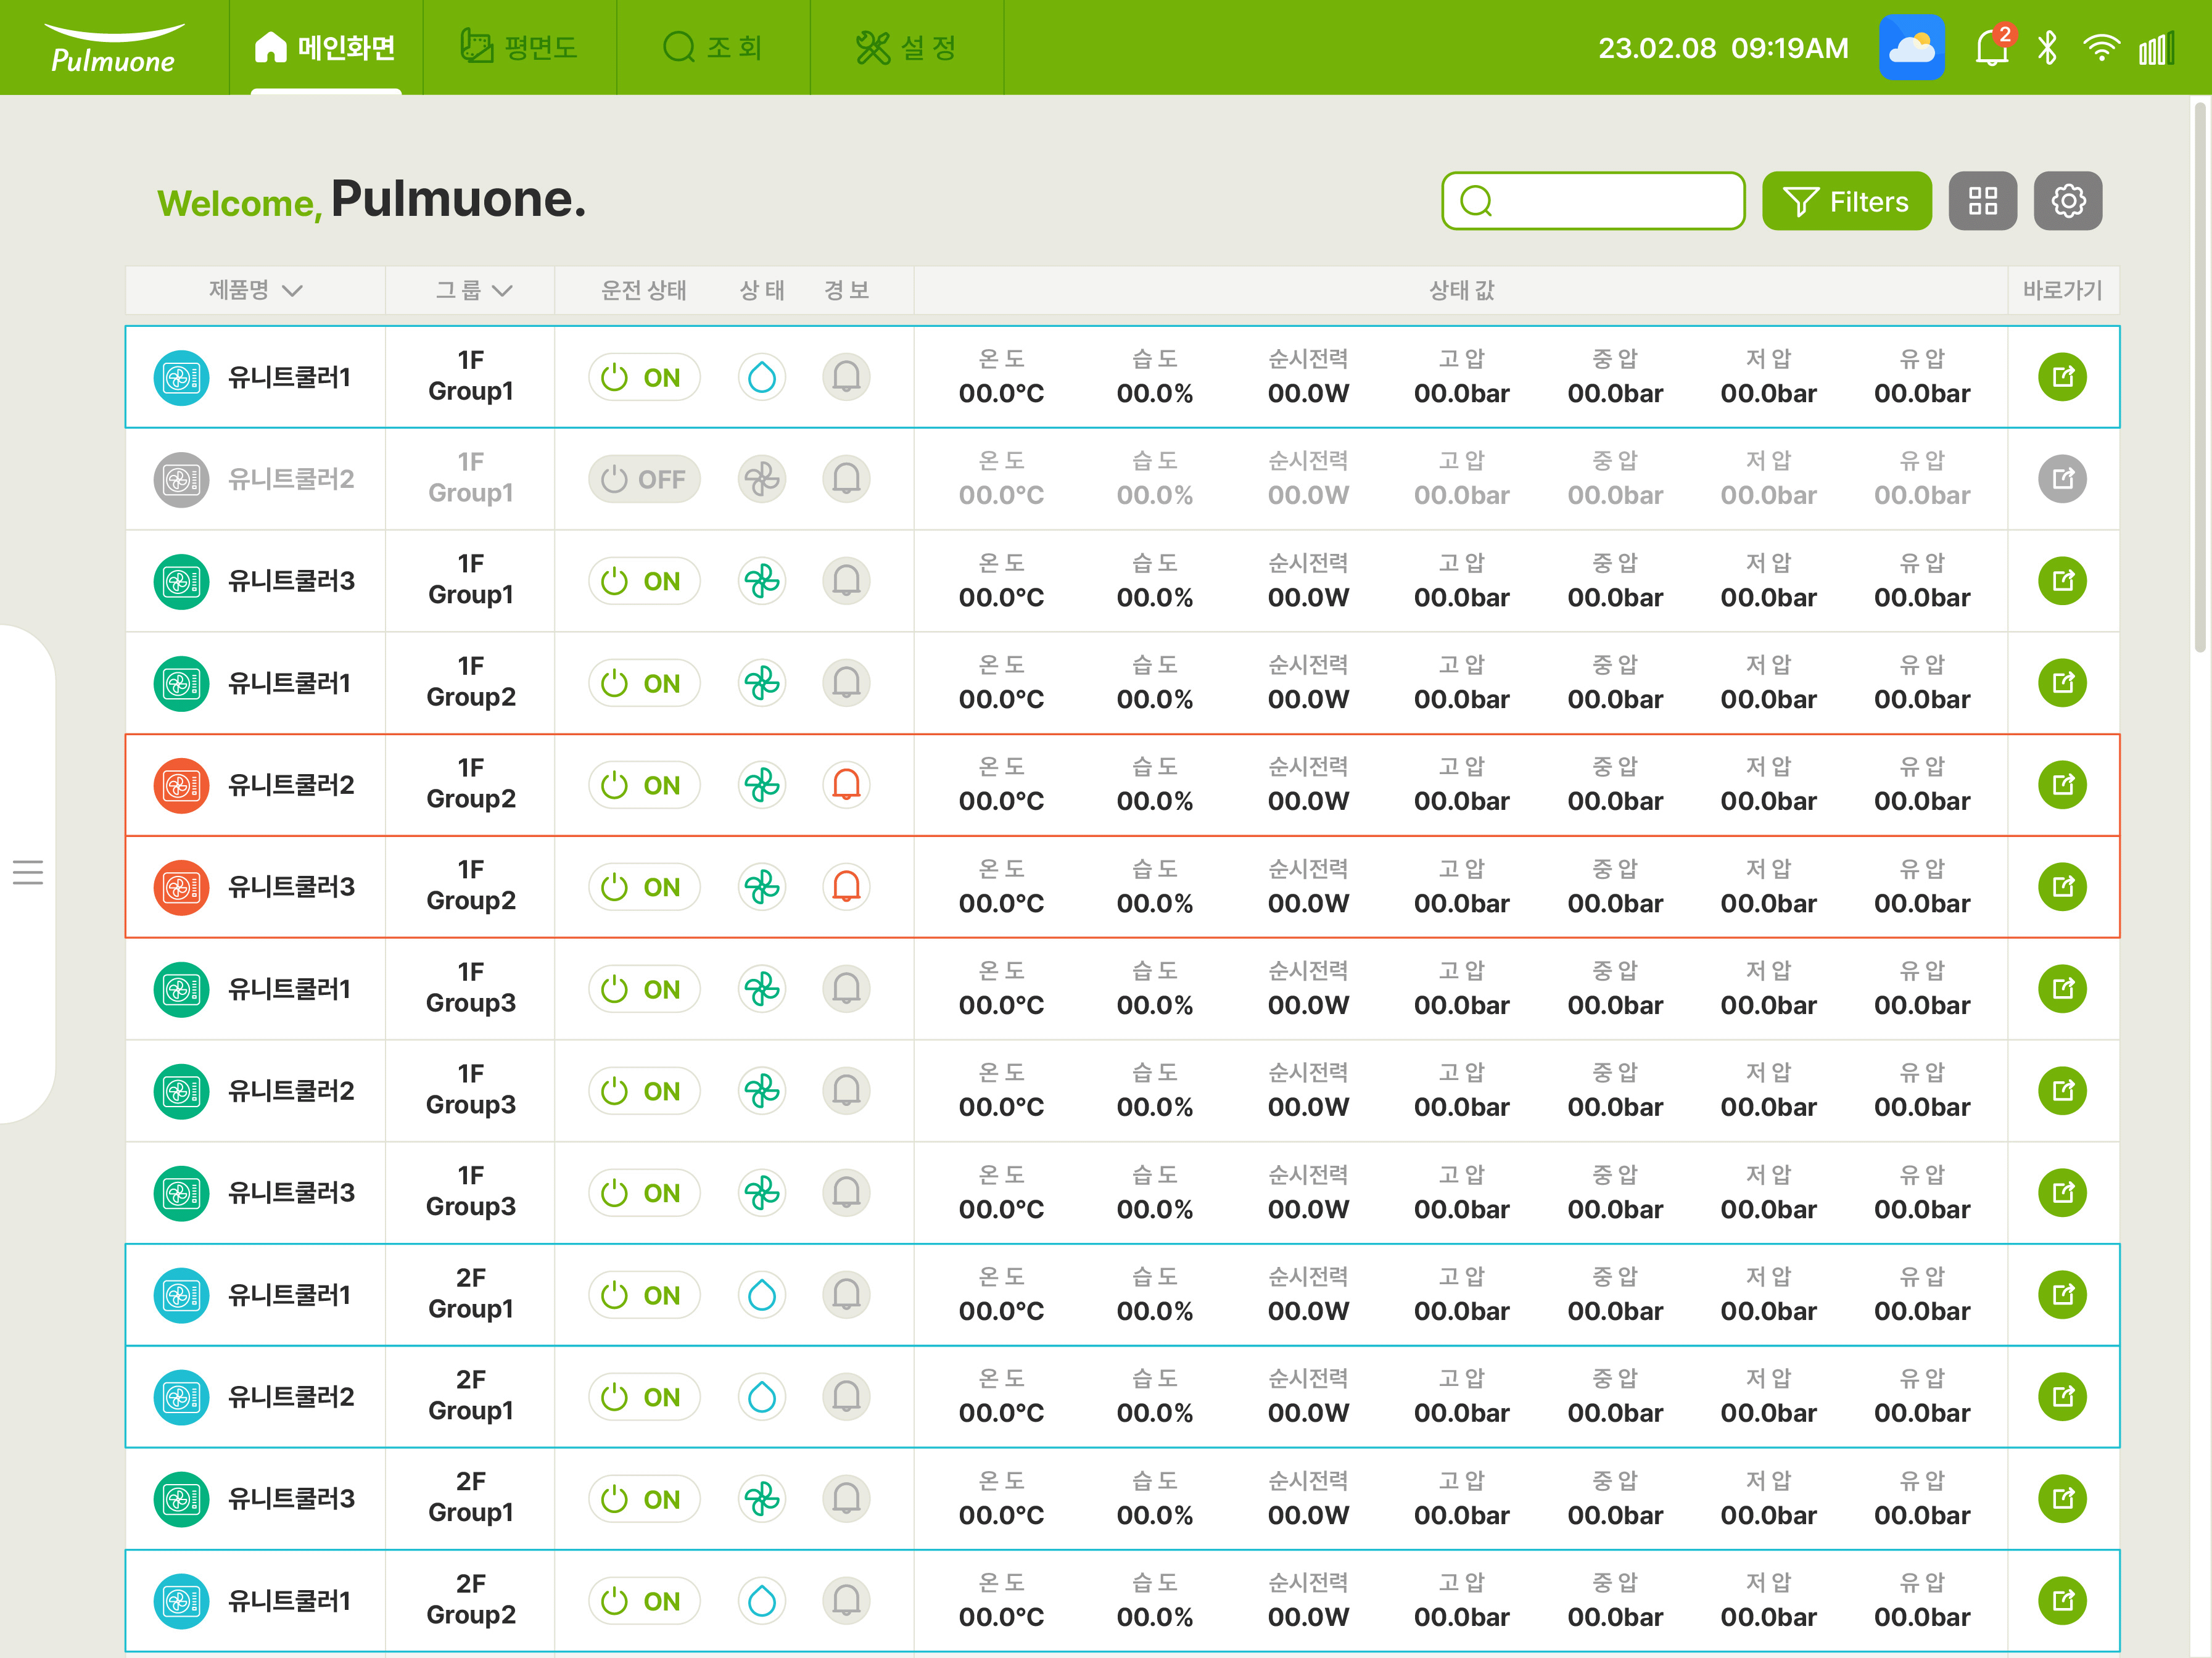 Pulmuone 메인화면 평면도 조 회 설 정 23.02.08 09:19AM 2
Welcome, Pulmuone. Filters
제품명 그 룹 운전 상태 상 태 경 보 상태 값 바로가기
1F 온 도 습 도 순시전력 고 압 중 압 저 압 유 압
유니트쿨러1 ON
Group1 00.0°C 00.0% 00.0W 00.0bar 00.0bar 00.0bar 00.0bar
1F 온 도 습 도 순시전력 고 압 중 압 저 압 유 압
유니트쿨러2 OFF
Group1 00.0°C 00.0% 00.0W 00.0bar 00.0bar 00.0bar 00.0bar
1F 온 도 습 도 순시전력 고 압 중 압 저 압 유 압
유니트쿨러3 ON
Group1 00.0°C 00.0% 00.0W 00.0bar 00.0bar 00.0bar 00.0bar
1F 온 도 습 도 순시전력 고 압 중 압 저 압 유 압
유니트쿨러1 ON
Group2 00.0°C 00.0% 00.0W 00.0bar 00.0bar 00.0bar 00.0bar
1F 온 도 습 도 순시전력 고 압 중 압 저 압 유 압
유니트쿨러2 ON
Group2 00.0°C 00.0% 00.0W 00.0bar 00.0bar 00.0bar 00.0bar
1F 온 도 습 도 순시전력 고 압 중 압 저 압 유 압
유니트쿨러3 ON
Group2 00.0°C 00.0% 00.0W 00.0bar 00.0bar 00.0bar 00.0bar
1F 온 도 습 도 순시전력 고 압 중 압 저 압 유 압
유니트쿨러1 ON
Group3 00.0°C 00.0% 00.0W 00.0bar 00.0bar 00.0bar 00.0bar
1F 온 도 습 도 순시전력 고 압 중 압 저 압 유 압
유니트쿨러2 ON
Group3 00.0°C 00.0% 00.0W 00.0bar 00.0bar 00.0bar 00.0bar
1F 온 도 습 도 순시전력 고 압 중 압 저 압 유 압
유니트쿨러3 ON
Group3 00.0°C 00.0% 00.0W 00.0bar 00.0bar 00.0bar 00.0bar
2F 온 도 습 도 순시전력 고 압 중 압 저 압 유 압
유니트쿨러1 ON
Group1 00.0°C 00.0% 00.0W 00.0bar 00.0bar 00.0bar 00.0bar
2F 온 도 습 도 순시전력 고 압 중 압 저 압 유 압
유니트쿨러2 ON
Group1 00.0°C 00.0% 00.0W 00.0bar 00.0bar 00.0bar 00.0bar
2F 온 도 습 도 순시전력 고 압 중 압 저 압 유 압
유니트쿨러3 ON
Group1 00.0°C 00.0% 00.0W 00.0bar 00.0bar 00.0bar 00.0bar
2F 온 도 습 도 순시전력 고 압 중 압 저 압 유 압
유니트쿨러1 ON
Group2 00.0°C 00.0% 00.0W 00.0bar 00.0bar 00.0bar 00.0bar